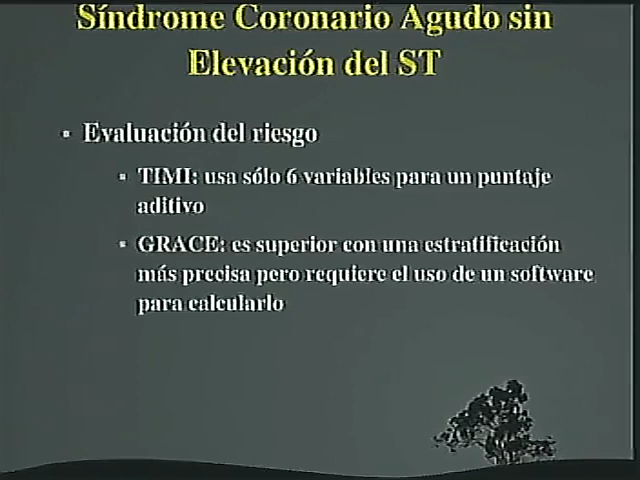 Síndrome Coronario Agudo sin
Elevación del ST
▪ Evaluación del riesgo
▪ TIMI: usa sólo 6 variables para un puntaje
aditivo
▪ GRACE: es superior con una estratificación
más precisa pero requiere el uso de un software
para calcularlo